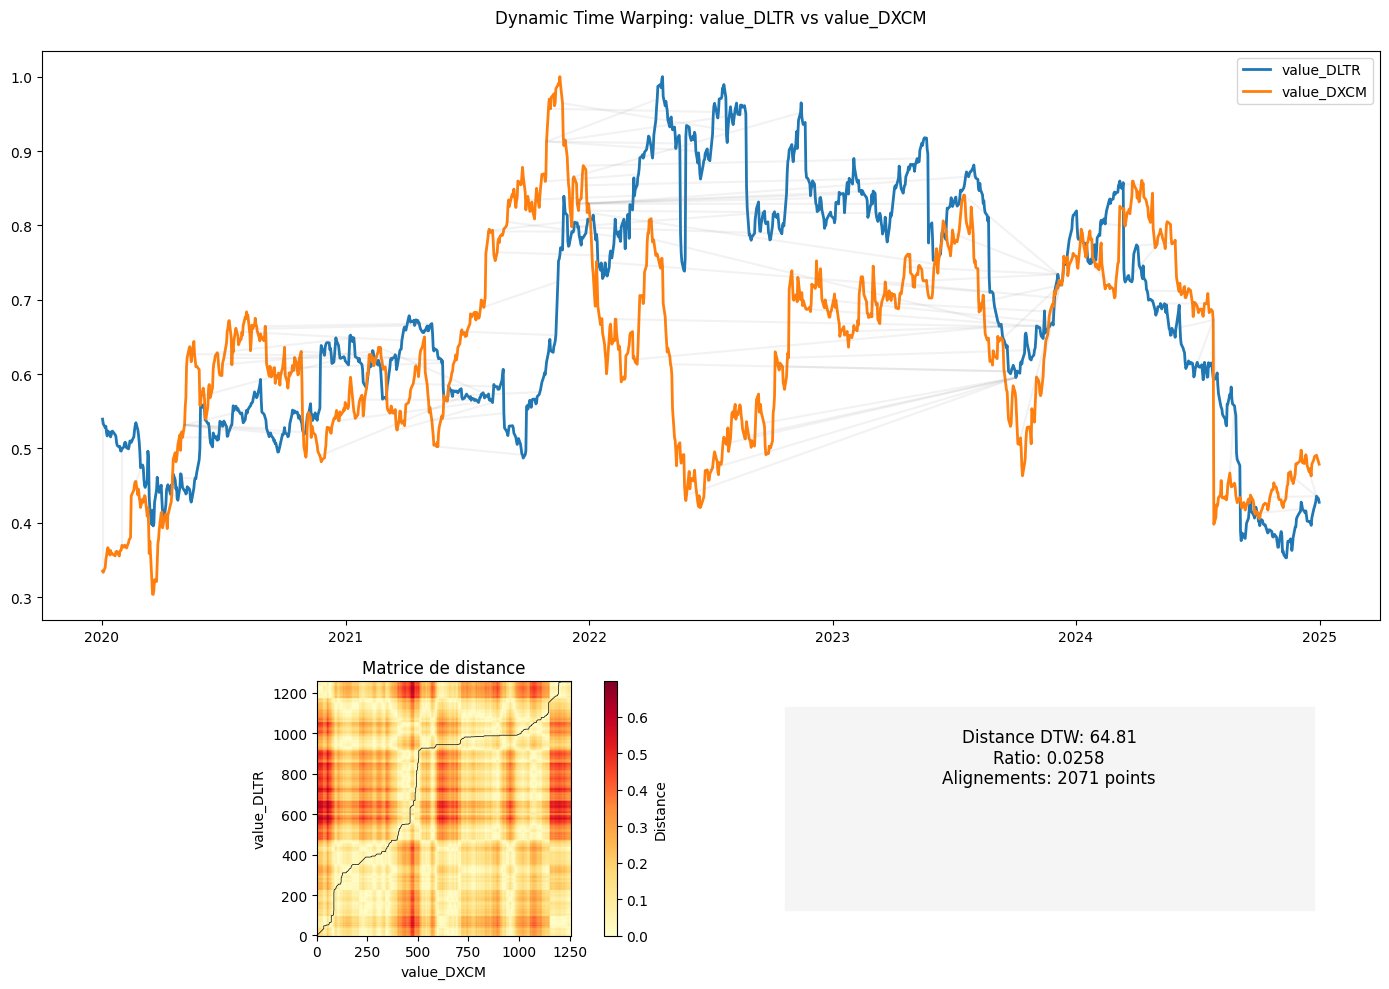 Dynamic Time Warping: value_DLTR vs value_DXCM
value_DLTR
value_DXCM
1.0
0.9
0.8
0.7
0.6
0.5
0.4
0.3
2020 2021 2022 2023 2024 2025
Matrice de distance
value_DLTR
1200
1000
800
600
400
200
0
0 250 500 750 1000 1250
value_DXCM
0.6
0.5
0.4
0.3
0.2
0.1
0.0
Distance
Distance DTW: 64.81
Ratio: 0.0258
Alignements: 2071 points